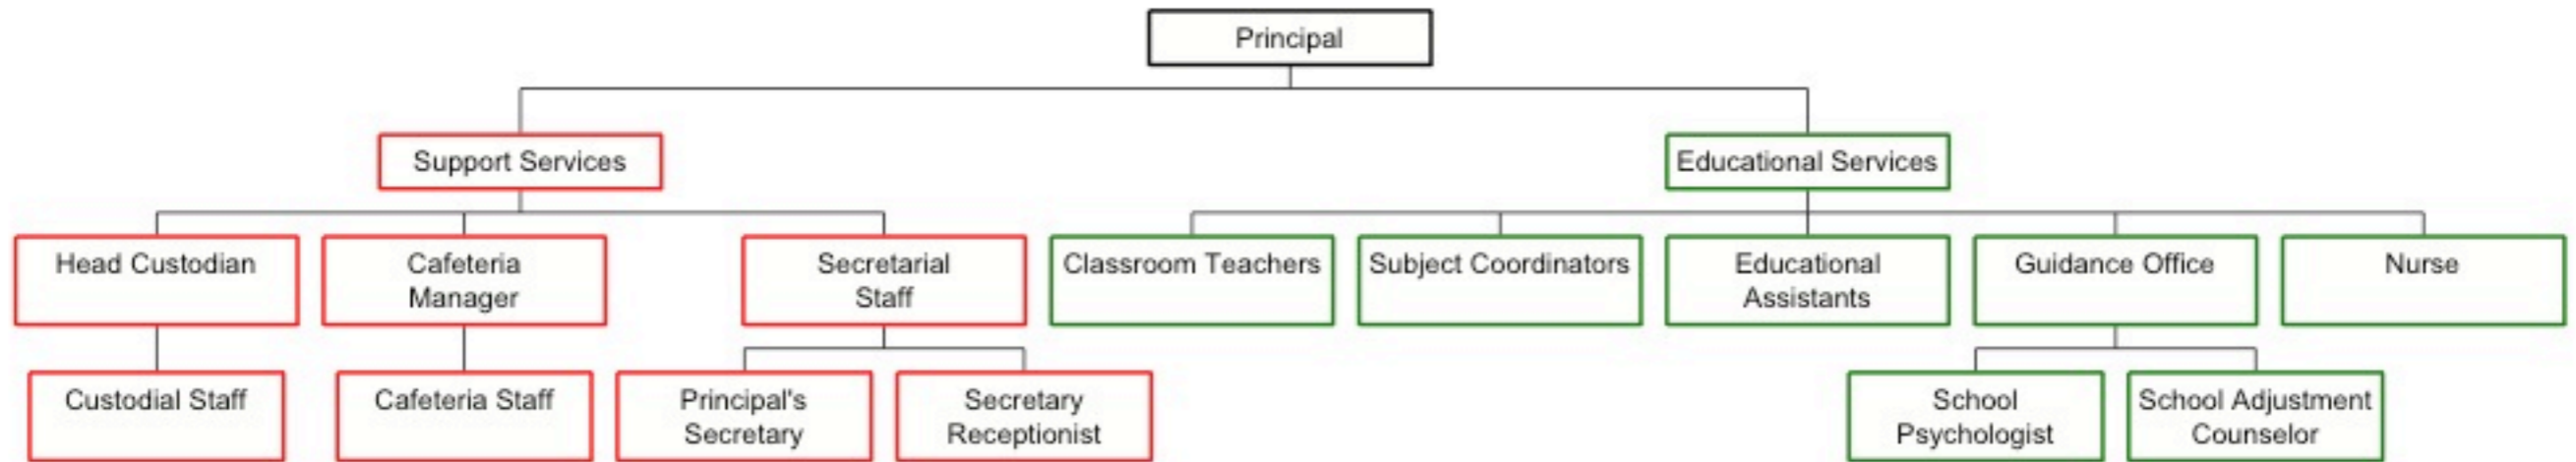 Principal
Support Services
Educational Services
Head Custodian
Cafeteria
Manager
Secretarial
Staff
Classroom Teachers
Subject Coordinators
Educational
Assistants
Guidance Office
Nurse
Custodial Staff
Cafeteria Staff
Principal's
Secretary
Secretary
Receptionist
School
Psychologist
School Adjustment
Counselor